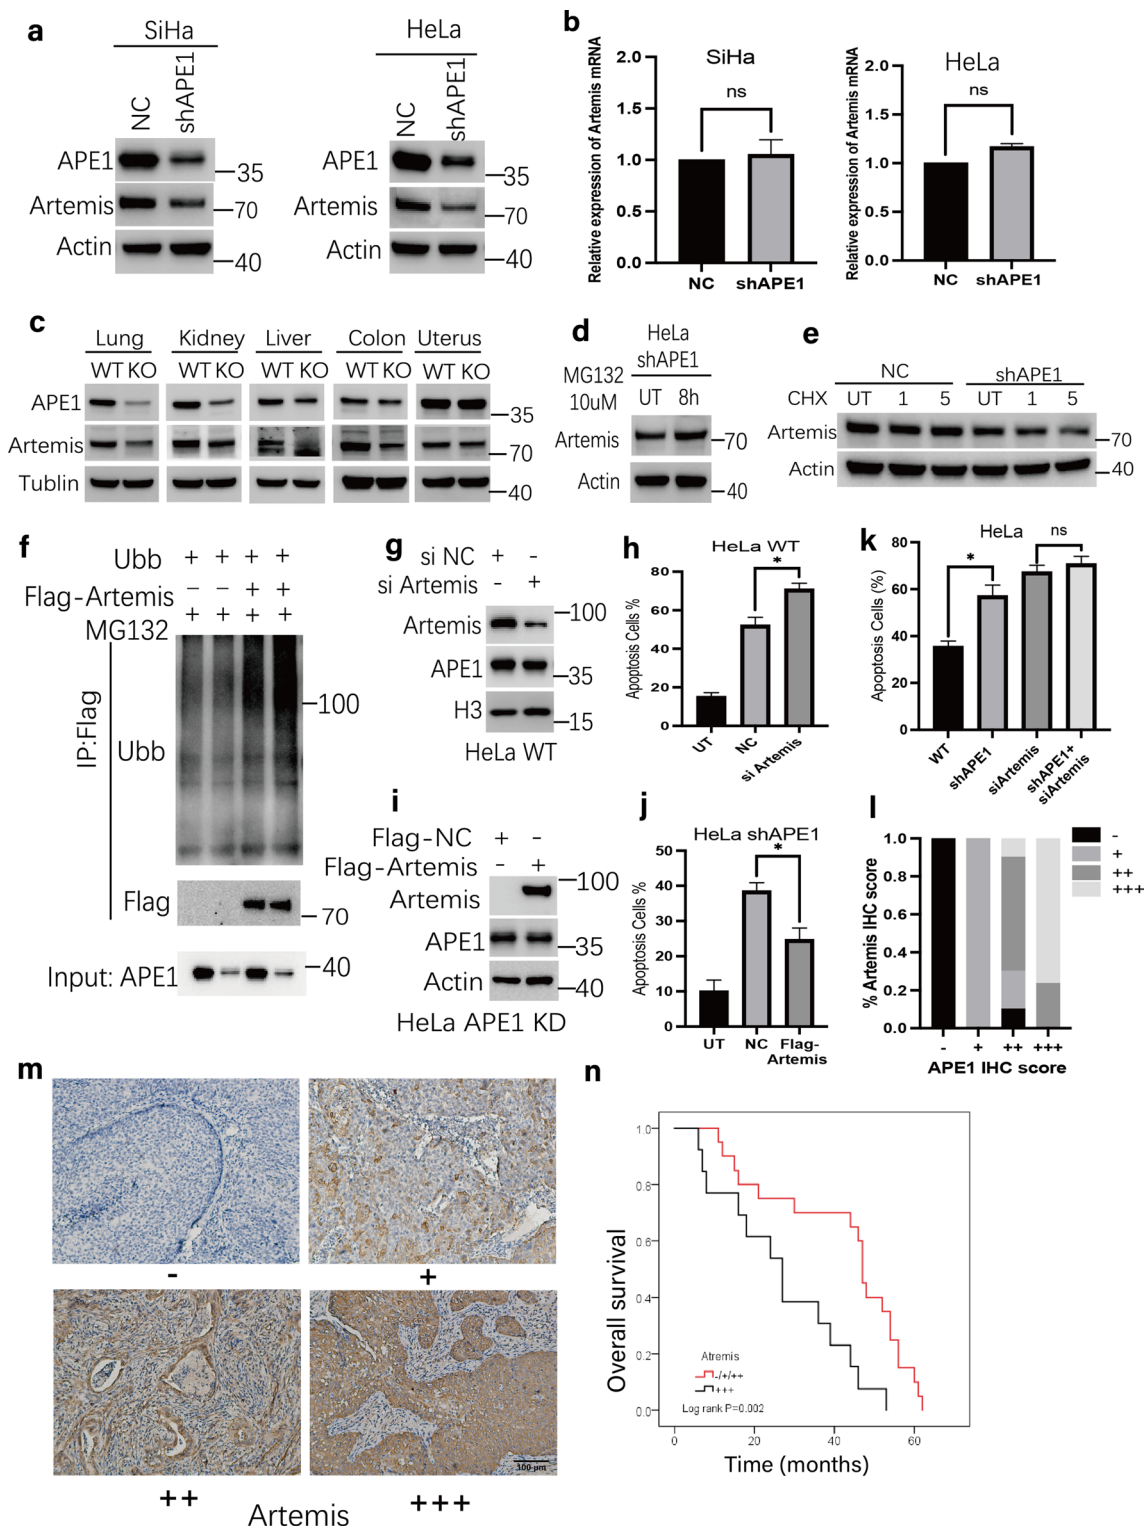 a
SiHa
HeLa
NC
shAPE1
NC
shAPE1
APE1
35
APE1
35
Artemis
70
Artemis
70
Actin
40
Actin
40
b
SiHa
Relative expression of Artemis mRNA
2.0
1.5
1.0
0.5
0.0
ns
NC shAPE1
HeLa
Relative expression of Artemis mRNA
2.0
1.5
1.0
0.5
0.0
ns
NC shAPE1
c
Lung Kidney Liver Colon Uterus
WT KO WT KO WT KO WT KO WT KO
APE1
35
Artemis
70
Tublin
40
d
HeLa
shAPE1
MG132
10uM
UT 8h
Artemis
70
Actin
40
e
NC shAPE1
CHX UT 1 5 UT 1 5
Artemis
70
Actin
40
f
Ubb + + + +
Flag-Artemis - - + +
MG132 + + + +
IP:Flag
100
Ubb
Flag
70
Input: APE1
40
g
si NC + -
si Artemis - +
Artemis
100
APE1
35
H3
15
HeLa WT
h
HeLa WT
Apoptosis Cells %
80
60
40
20
0
*
UT
NC
si Artemis
k
HeLa
Apoptosis Cells (%)
80
60
40
20
0
*
ns
WT
shAPE1
siArtemis
shAPE1+
siArtemis
i
Flag-NC + -
Flag-Artemis - +
Artemis
100
APE1
35
Actin
40
HeLa APE1 KD
j
HeLa shAPE1
Apoptosis Cells %
50
40
30
20
10
0
*
UT NC Flag-
Artemis
l
% Artemis IHC score
1.0
0.8
0.6
0.4
0.2
0.0
- + ++ +++
APE1 IHC score
-
+
++
+++
m
-
+
300 μm
++
+++
Artemis
n
Overall survival
1.0
0.8
0.6
0.4
0.2
0.0
Atremis
-/+/++
+++
Log rank P=0.002
0 20 40 60
Time (months)